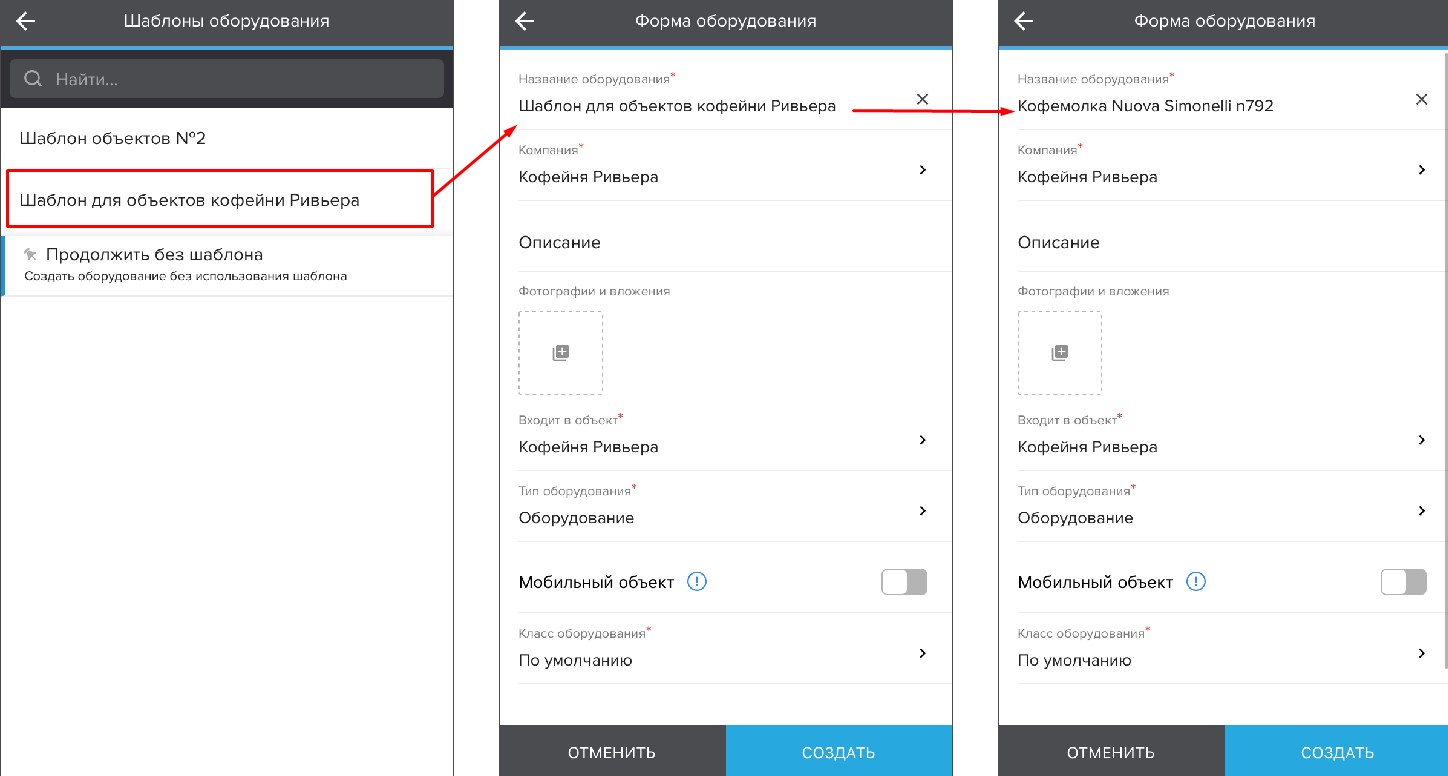 Шаблоны оборудования
Найти...
Шаблон объектов №2
Шаблон для объектов кофейни Ривьера
Продолжить без шаблона
Создать оборудование без использования шаблона
Форма оборудования
Название оборудования*
Шаблон для объектов кофейни Ривьера
Компания*
Кофейня Ривьера
Описание
Фотографии и вложения
Входит в объект*
Кофейня Ривьера
Тип оборудования*
Оборудование
Мобильный объект
Класс оборудования*
По умолчанию
ОТМЕНИТЬ СОЗДАТЬ
Форма оборудования
Название оборудования*
Кофемолка Nuova Simonelli n792
Компания*
Кофейня Ривьера
Описание
Фотографии и вложения
Входит в объект*
Кофейня Ривьера
Тип оборудования*
Оборудование
Мобильный объект
Класс оборудования*
По умолчанию
ОТМЕНИТЬ СОЗДАТЬ